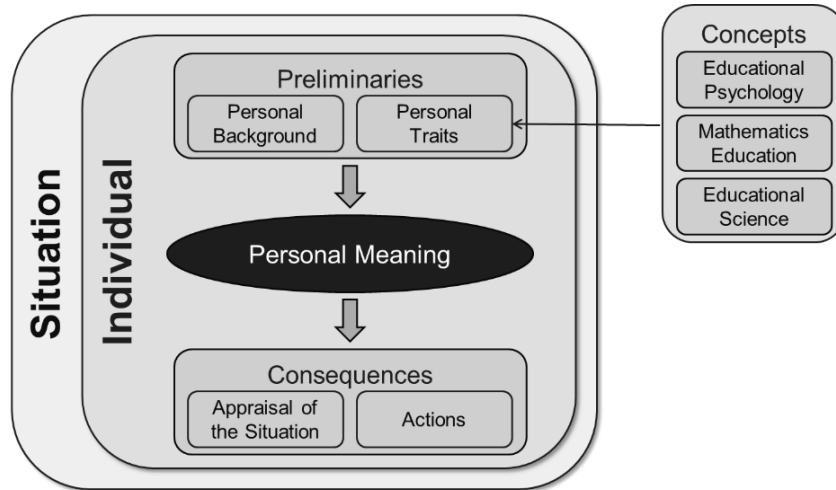 Situation
Individual
Preliminaries
Personal
Background
Personal
Traits
Personal Meaning
Consequences
Appraisal of
the Situation
Actions
Concepts
Educational
Psychology
Mathematics
Education
Educational
Science